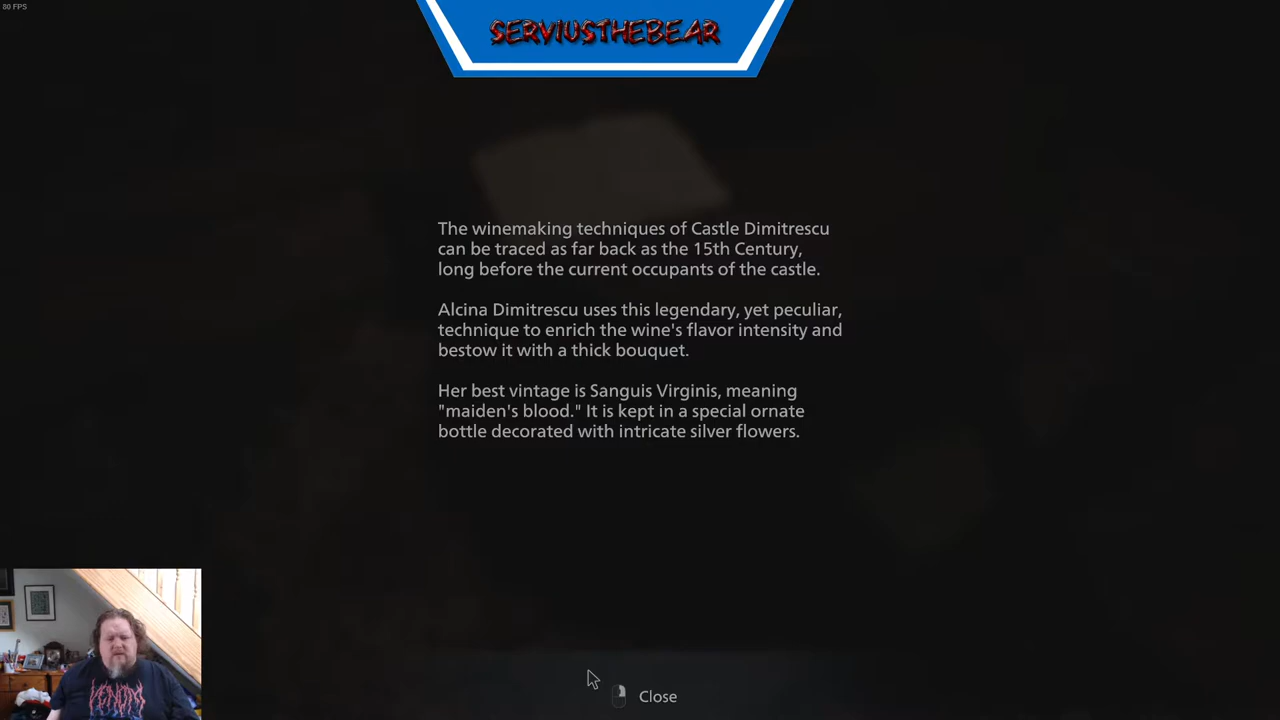 80 FPS
SERVIUSTHEBEAR
The winemaking techniques of Castle Dimitrescu
can be traced as far back as the 15th Century,
long before the current occupants of the castle.
Alcina Dimitrescu uses this legendary, yet peculiar,
technique to enrich the wine's flavor intensity and
bestow it with a thick bouquet.
Her best vintage is Sanguis Virginis, meaning
"maiden's blood." It is kept in a special ornate
bottle decorated with intricate silver flowers.
VENOM
Close